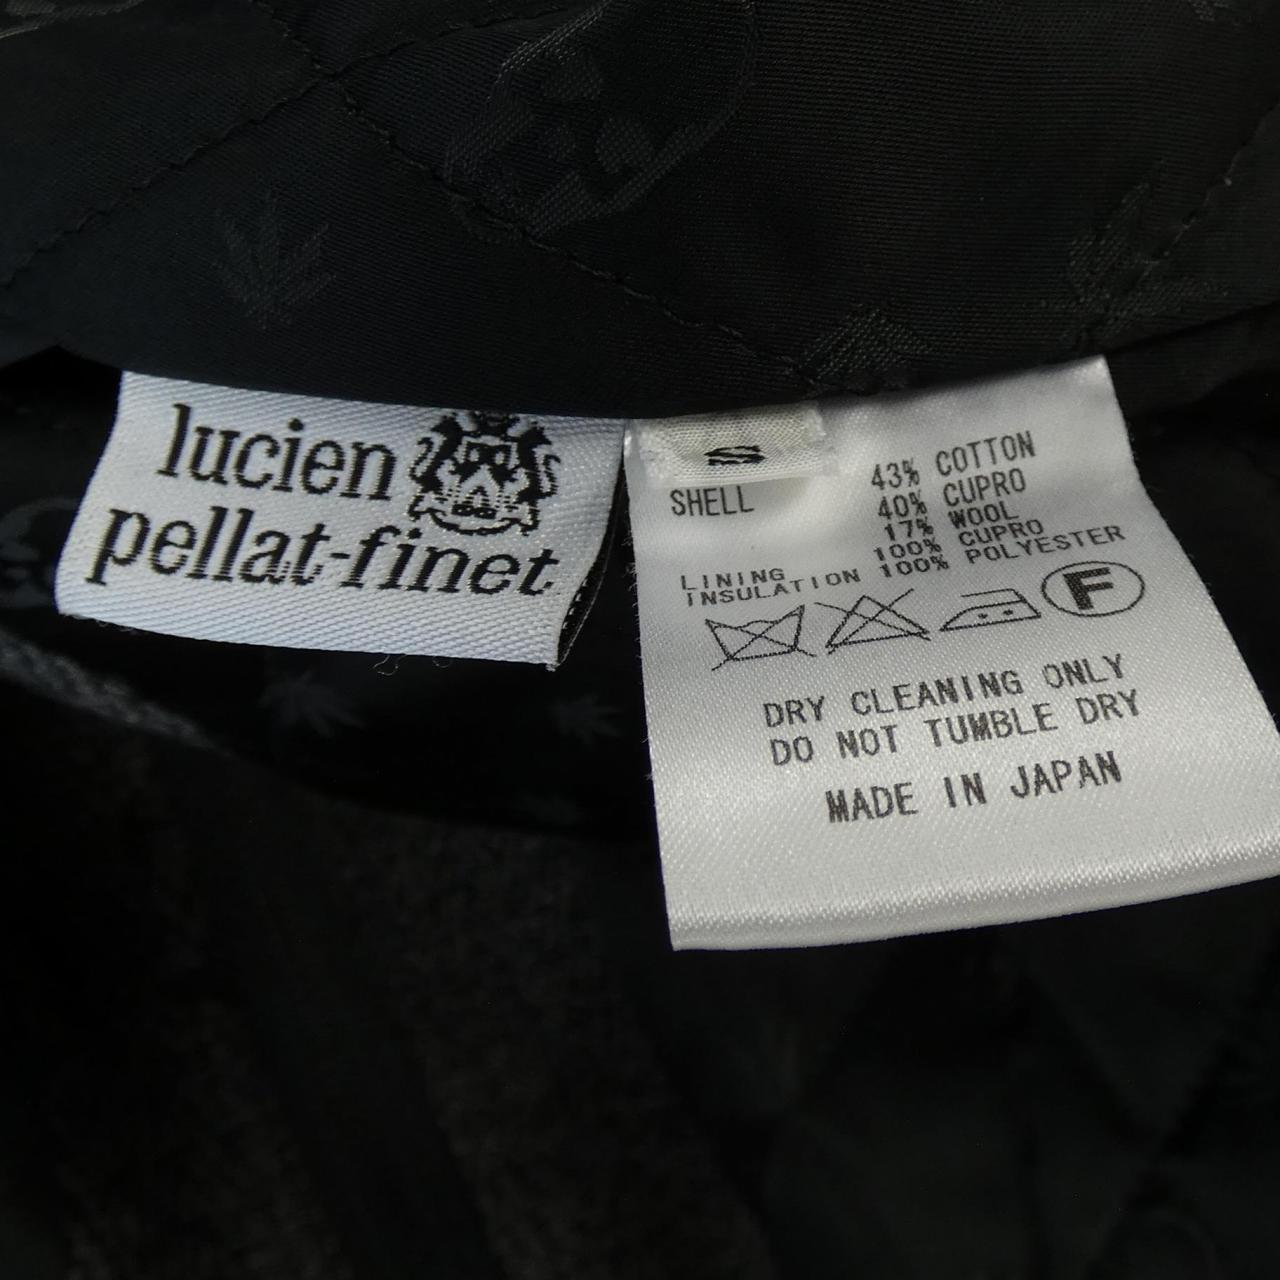 lucien
pellat-finet
S
SHELL 43% COTTON
40% CUPRO
17% WOOL
LINING 100% CUPRO
INSULATION 100% POLYESTER
F
DRY CLEANING ONLY
DO NOT TUMBLE DRY
MADE IN JAPAN